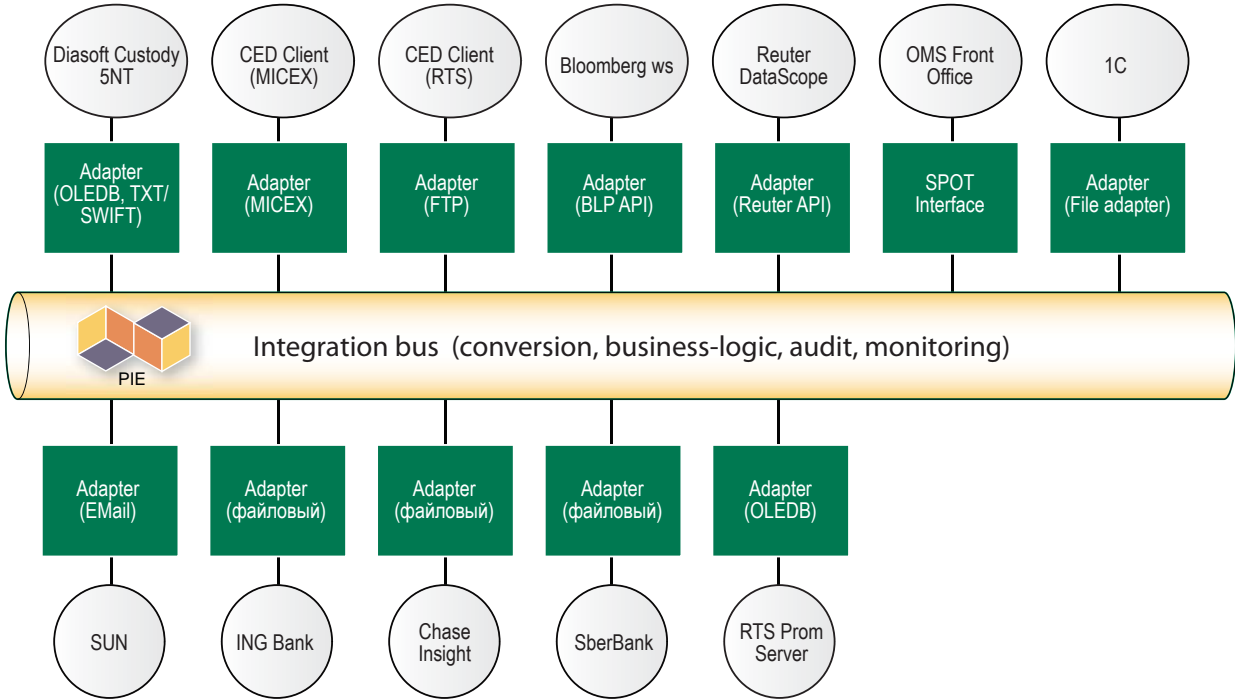 Diasoft Custody
5NT
CED Client
(MICEX)
CED Client
(RTS)
Bloomberg ws
Reuter
DataScope
OMS Front
Office
1C
Adapter
(OLEDB, TXT/
SWIFT)
Adapter
(MICEX)
Adapter
(FTP)
Adapter
(BLP API)
Adapter
(Reuter API)
SPOT
Interface
Adapter
(File adapter)
PIE
Integration bus (conversion, business-logic, audit, monitoring)
Adapter
(EMail)
Adapter
(файловый)
Adapter
(файловый)
Adapter
(файловый)
Adapter
(OLEDB)
SUN
ING Bank
Chase
Insight
SberBank
RTS Prom
Server